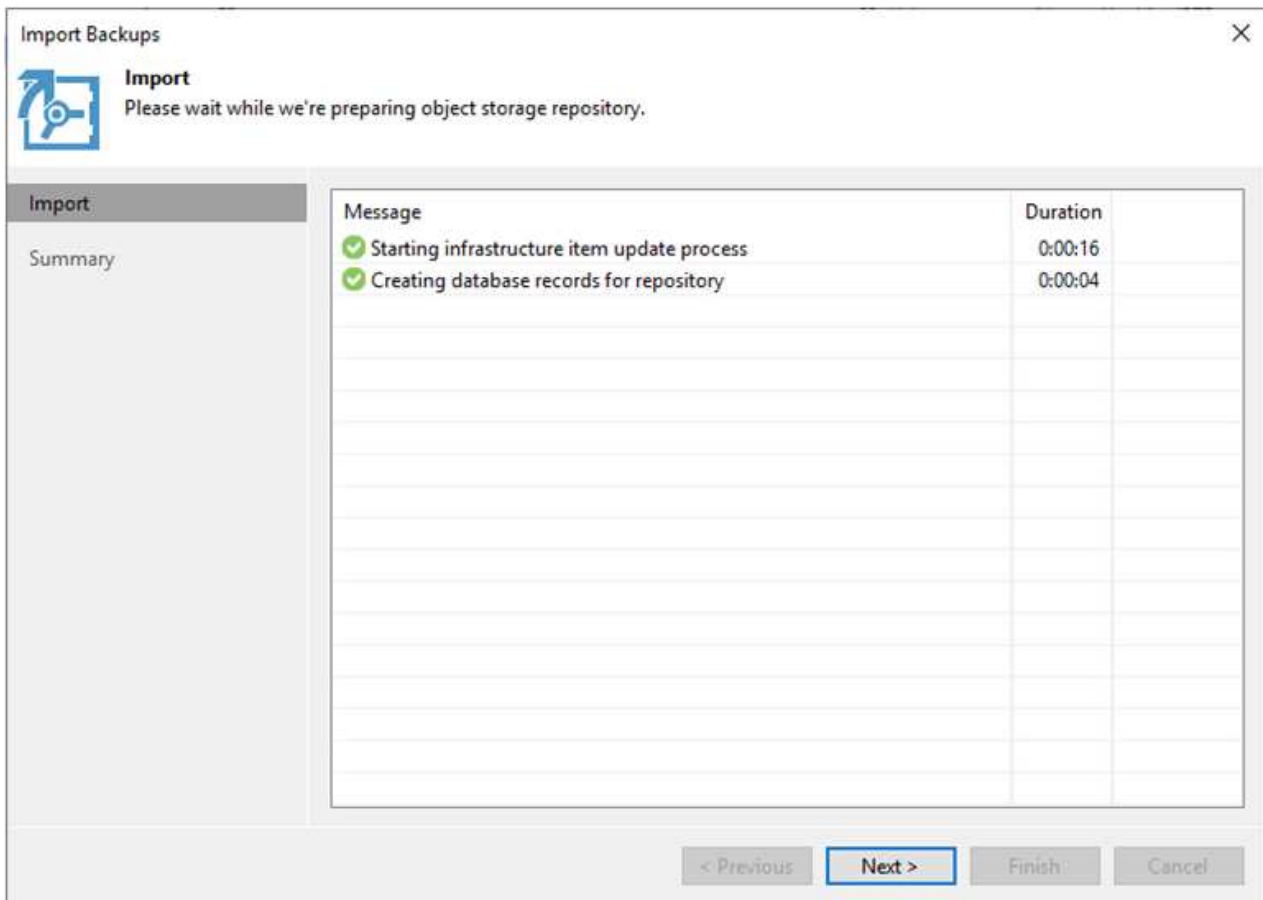 Import Backups
Import
Please wait while we're preparing object storage repository.
Import
Summary
Message Duration
Starting infrastructure item update process 0:00:16
Creating database records for repository 0:00:04
< Previous Next > Finish Cancel